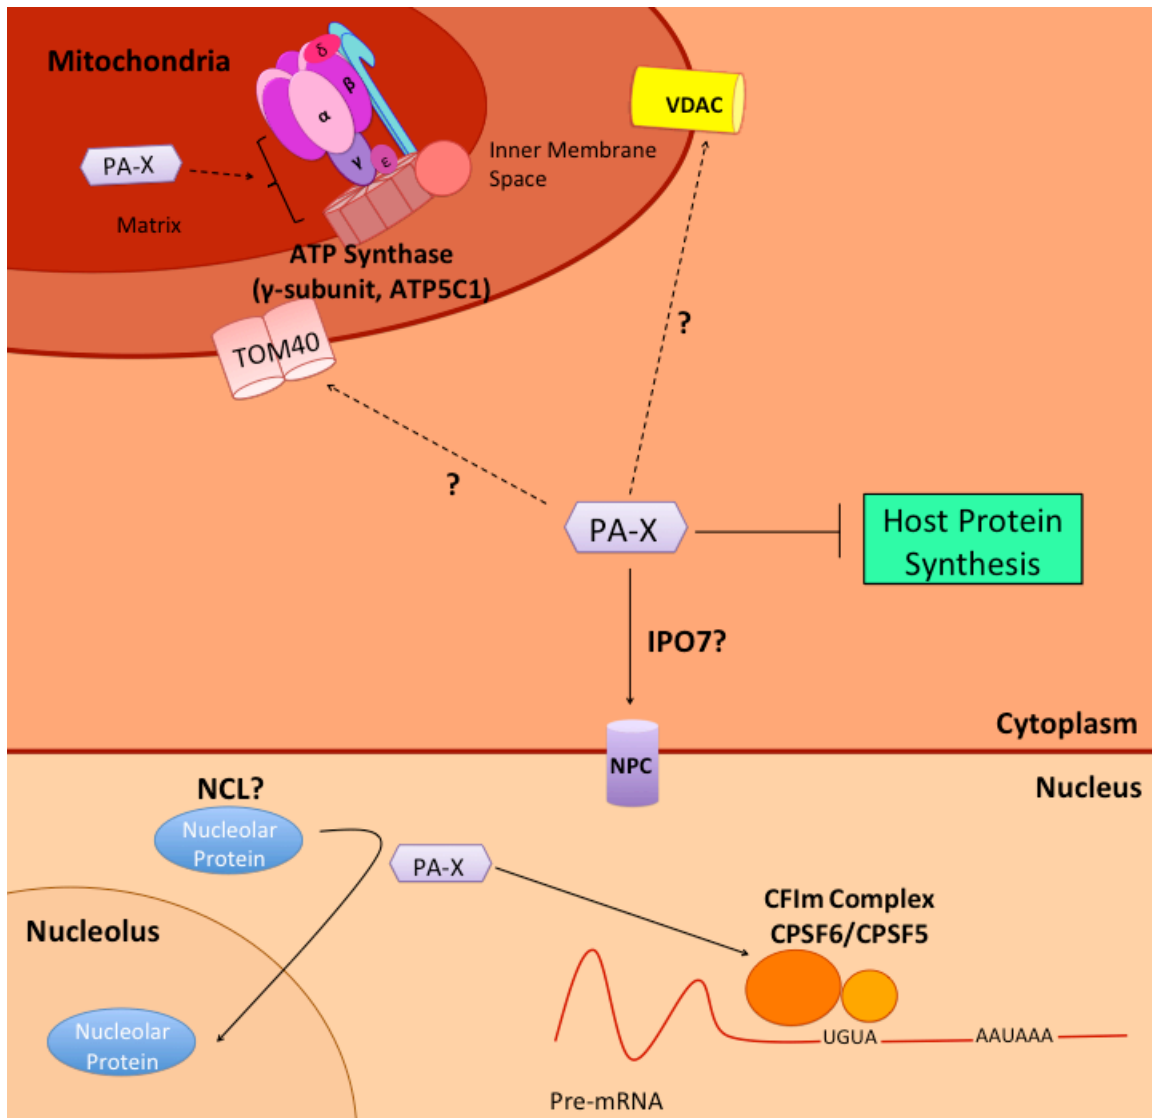 Mitochondria
δ
β
α
γ
ε
VDAC
PA-X
Inner Membrane
Space
Matrix
ATP Synthase
(γ-subunit, ATP5C1)
TOM40
?
?
PA-X
Host Protein
Synthesis
IPO7?
Cytoplasm
NPC
Nucleus
NCL?
Nucleolar
Protein
PA-X
CFIm Complex
CPSF6/CPSF5
Nucleolus
Nucleolar
Protein
UGUA
AAUAAA
Pre-mRNA